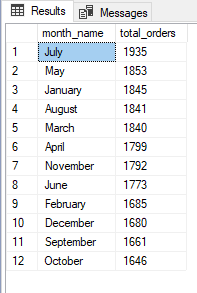 Results Messages
month_name total_orders
1 July 1935
2 May 1853
3 January 1845
4 August 1841
5 March 1840
6 April 1799
7 November 1792
8 June 1773
9 February 1685
10 December 1680
11 September 1661
12 October 1646